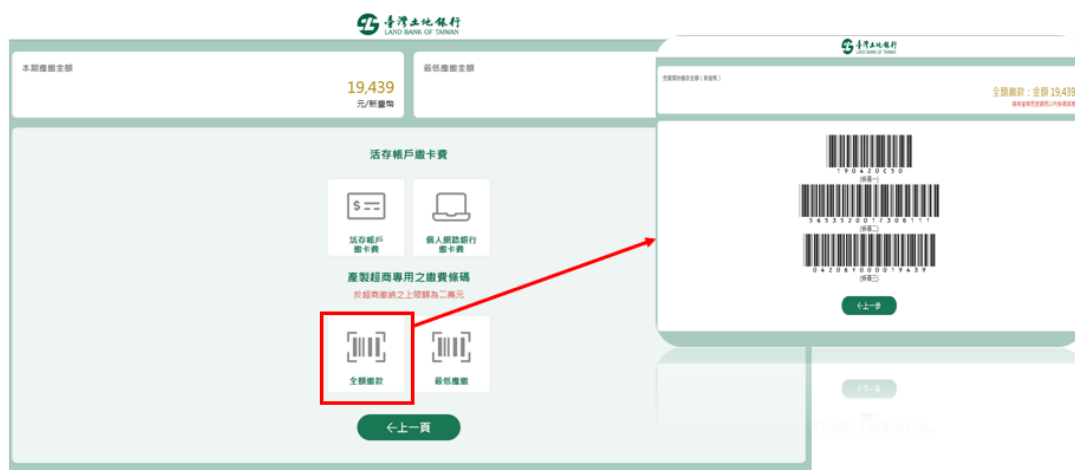 臺灣土地銀行
LAND BANK OF TAIWAN
本期應繳金額
19,439
元/新臺幣
最低應繳金額
活存帳戶繳卡費
活存帳戶
繳卡費
個人網路銀行
繳卡費
產製超商專用之繳費條碼
於超商繳納之上限額為二萬元
全額繳款
最低應繳
←上一頁
臺灣土地銀行
LAND BANK OF TAIWAN
全額繳款：金額 19,439
190420C50
(條碼一)
5653520017308111
(條碼二)
04206Y000019439
(條碼三)
←上一步